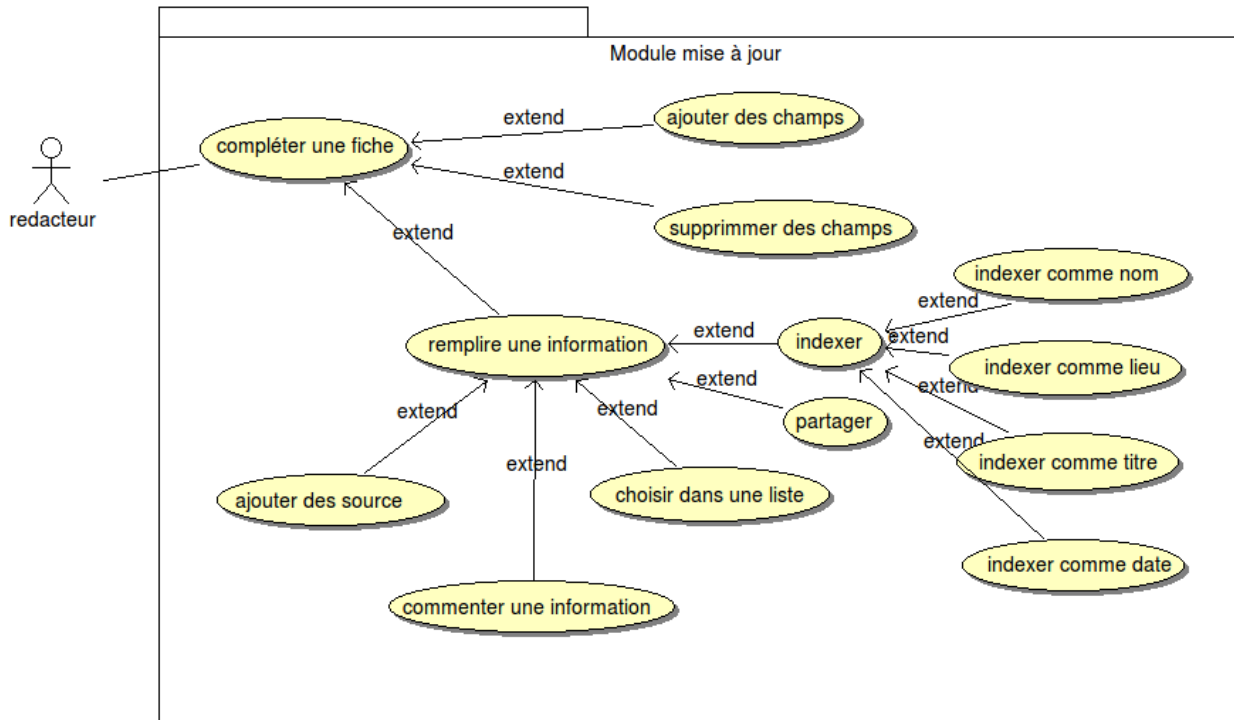 Module mise à jour
extend
ajouter des champs
compléter une fiche
extend
redacteur
supprimmer des champs
extend
indexer comme nom
extend
remplire une information
extend
indexer
extend
indexer comme lieu
extend
extend
partager
extend
extend
extend
indexer comme titre
extend
ajouter des source
choisir dans une liste
extend
indexer comme date
commenter une information